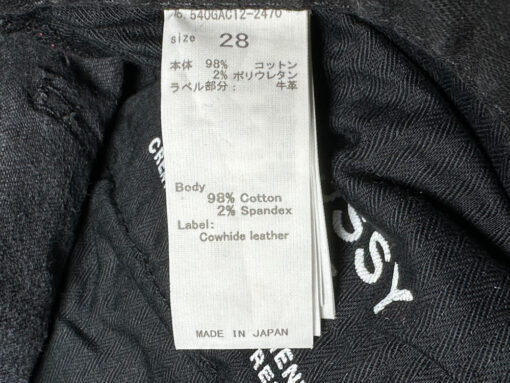 size 28
本体 98% コットン
2% ポリウレタン
ラベル部分: 牛革
Body
98% Cotton
2% Spandex
Label:
Cowhide leather
MADE IN JAPAN
SSY